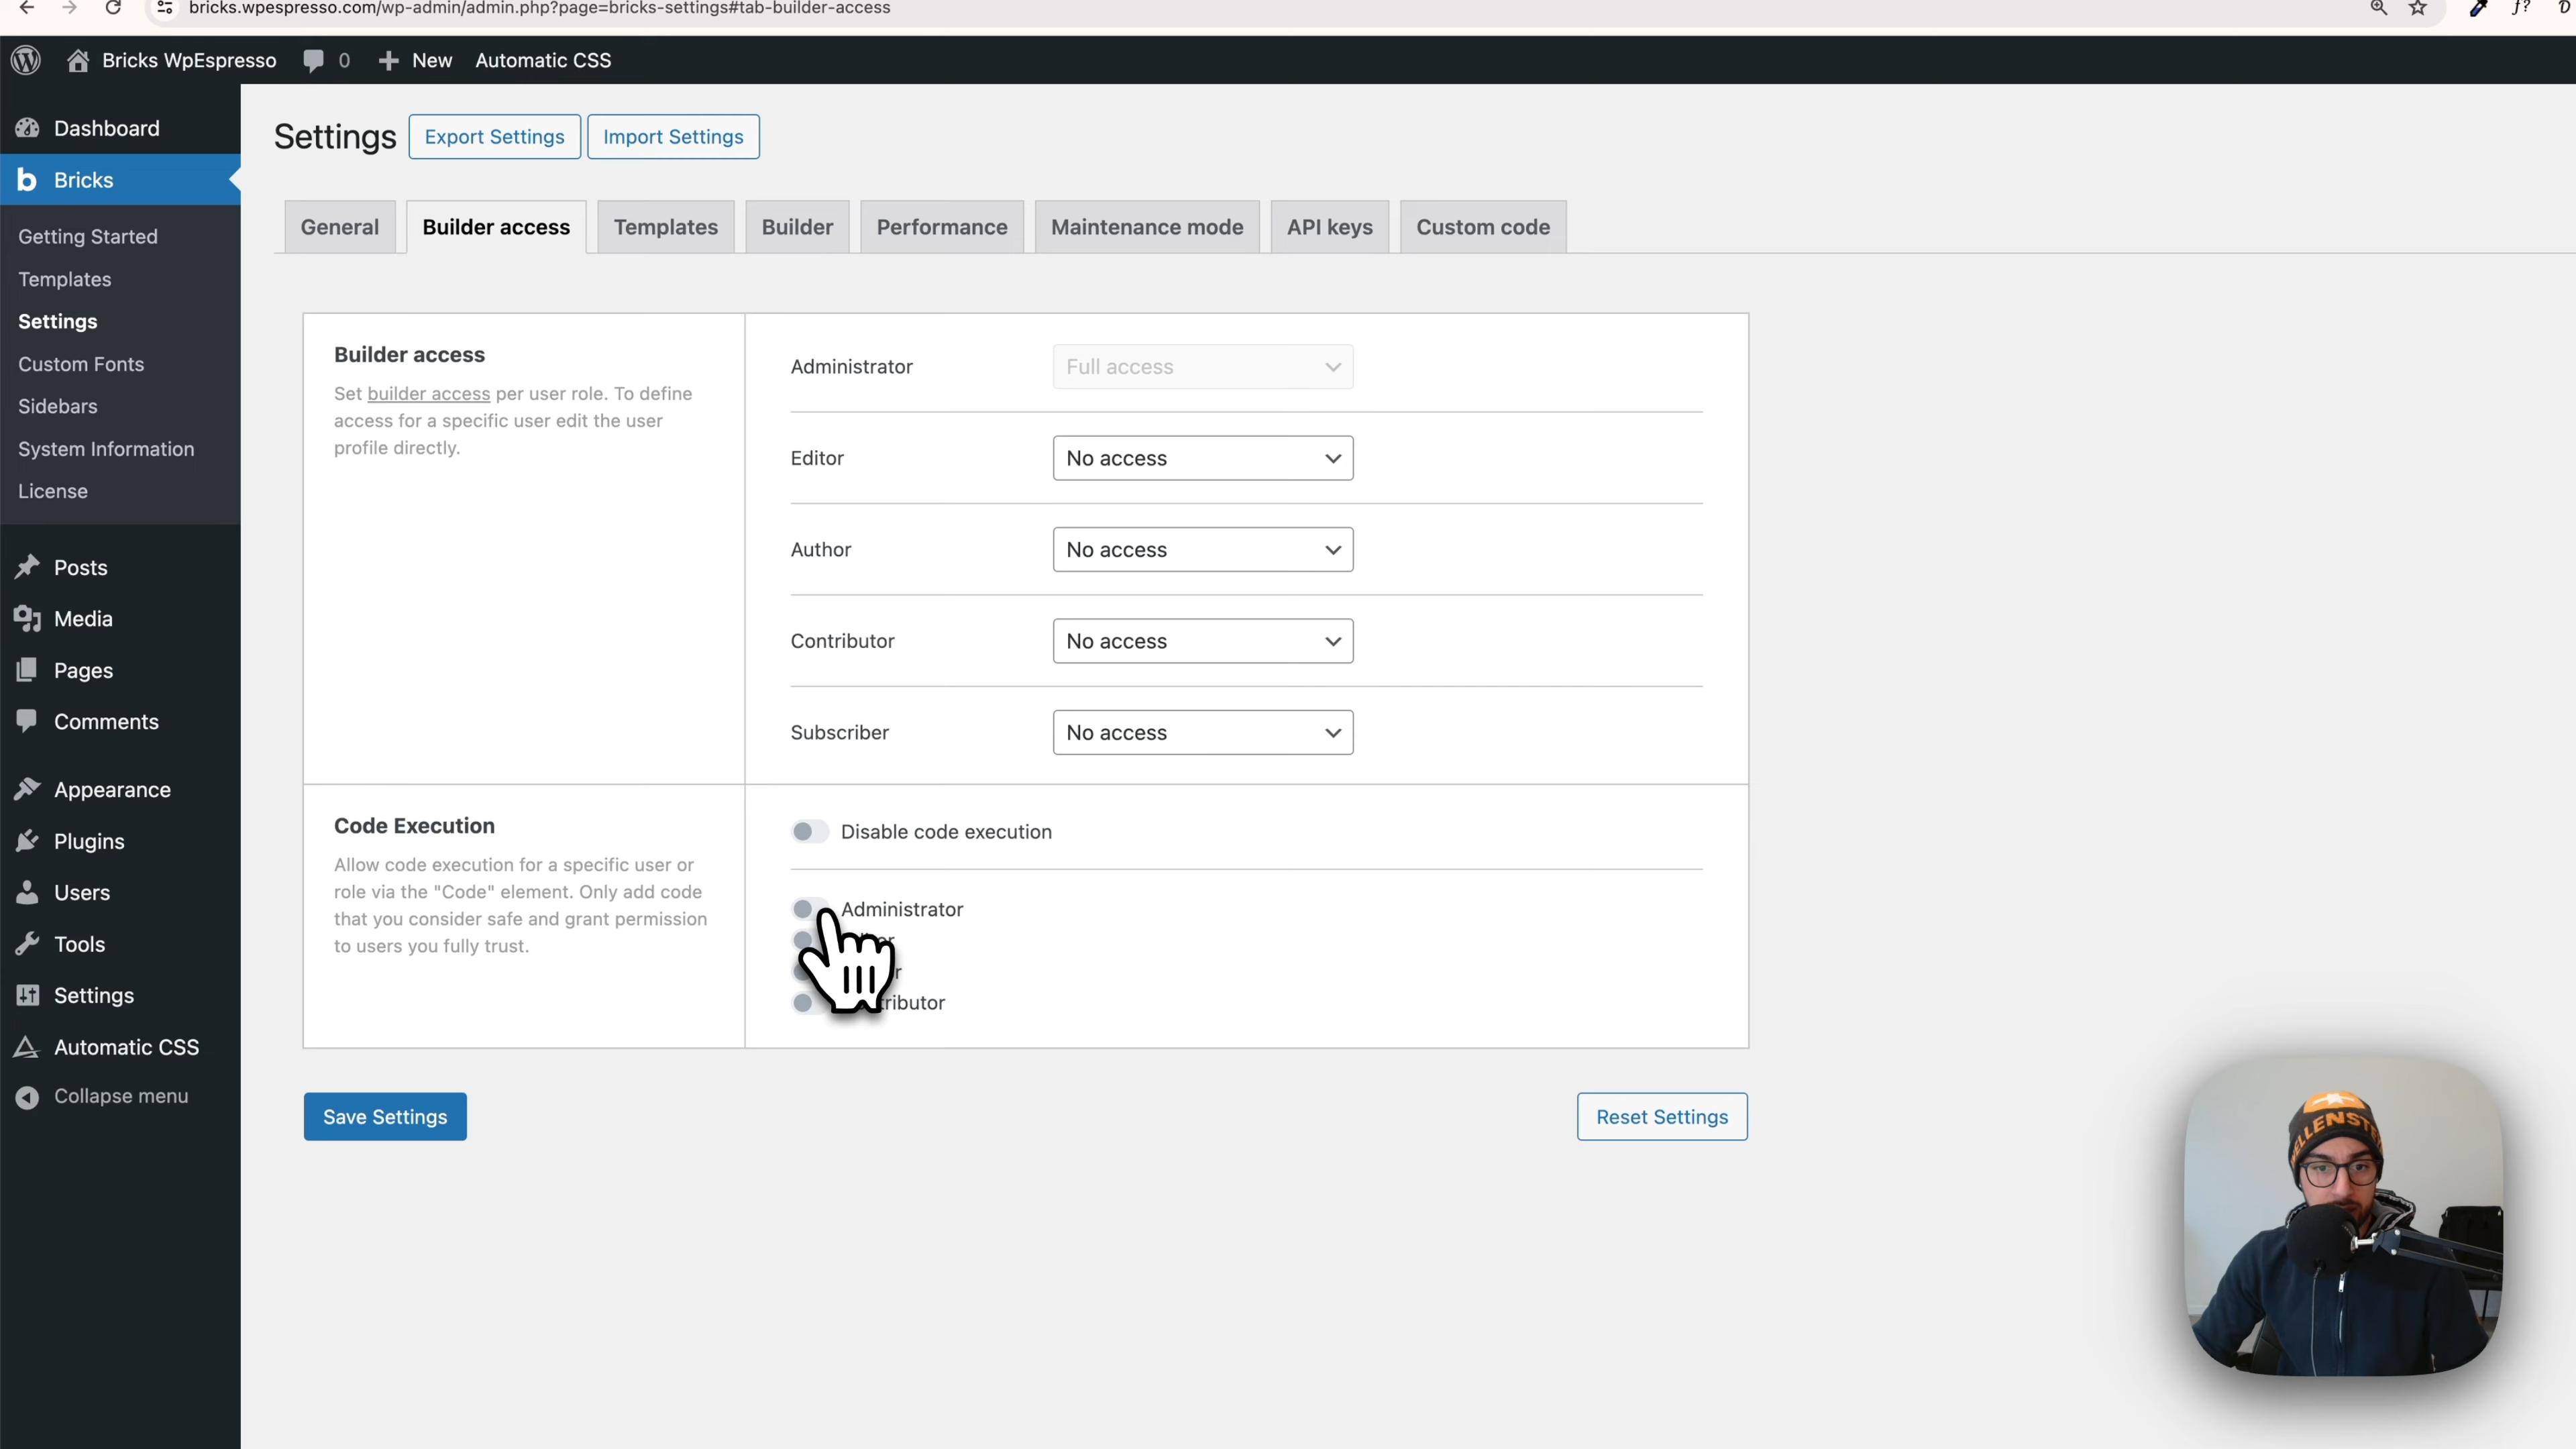 bricks.wpespresso.com/wp-admin/admin.php?page=bricks-settings#tab-builder-access
Bricks WpEspresso
0
New
Automatic CSS
Dashboard
Bricks
Getting Started
Templates
Settings
Custom Fonts
Sidebars
System Information
License
Posts
Media
Pages
Comments
Appearance
Plugins
Users
Tools
Settings
Automatic CSS
Collapse menu
Settings
Export Settings
Import Settings
General
Builder access
Templates
Builder
Performance
Maintenance mode
API keys
Custom code
Builder access
Set builder access per user role. To define
access for a specific user edit the user
profile directly.
Administrator
Full access
Editor
No access
Author
No access
Contributor
No access
Subscriber
No access
Code Execution
Allow code execution for a specific user or
role via the "Code" element. Only add code
that you consider safe and grant permission
to users you fully trust.
Disable code execution
Administrator
Save Settings
Reset Settings